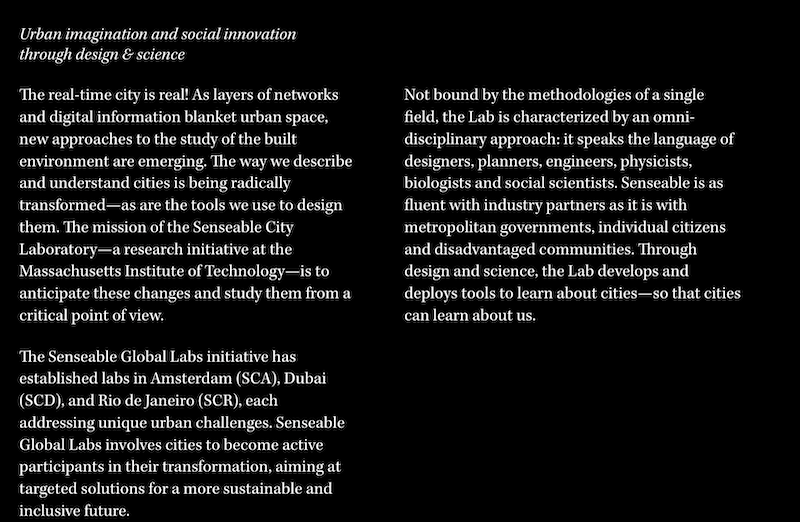 Urban imagination and social innovation
through design & science
The real-time city is real! As layers of networks
and digital information blanket urban space,
new approaches to the study of the built
environment are emerging. The way we describe
and understand cities is being radically
transformed—as are the tools we use to design
them. The mission of the Senseable City
Laboratory—a research initiative at the
Massachusetts Institute of Technology—is to
anticipate these changes and study them from a
critical point of view.
The Senseable Global Labs initiative has
established labs in Amsterdam (SCA), Dubai
(SCD), and Rio de Janeiro (SCR), each
addressing unique urban challenges. Senseable
Global Labs involves cities to become active
participants in their transformation, aiming at
targeted solutions for a more sustainable and
inclusive future.
Not bound by the methodologies of a single
field, the Lab is characterized by an omni-
disciplinary approach: it speaks the language of
designers, planners, engineers, physicists,
biologists and social scientists. Senseable is as
fluent with industry partners as it is with
metropolitan governments, individual citizens
and disadvantaged communities. Through
design and science, the Lab develops and
deploys tools to learn about cities—so that cities
can learn about us.